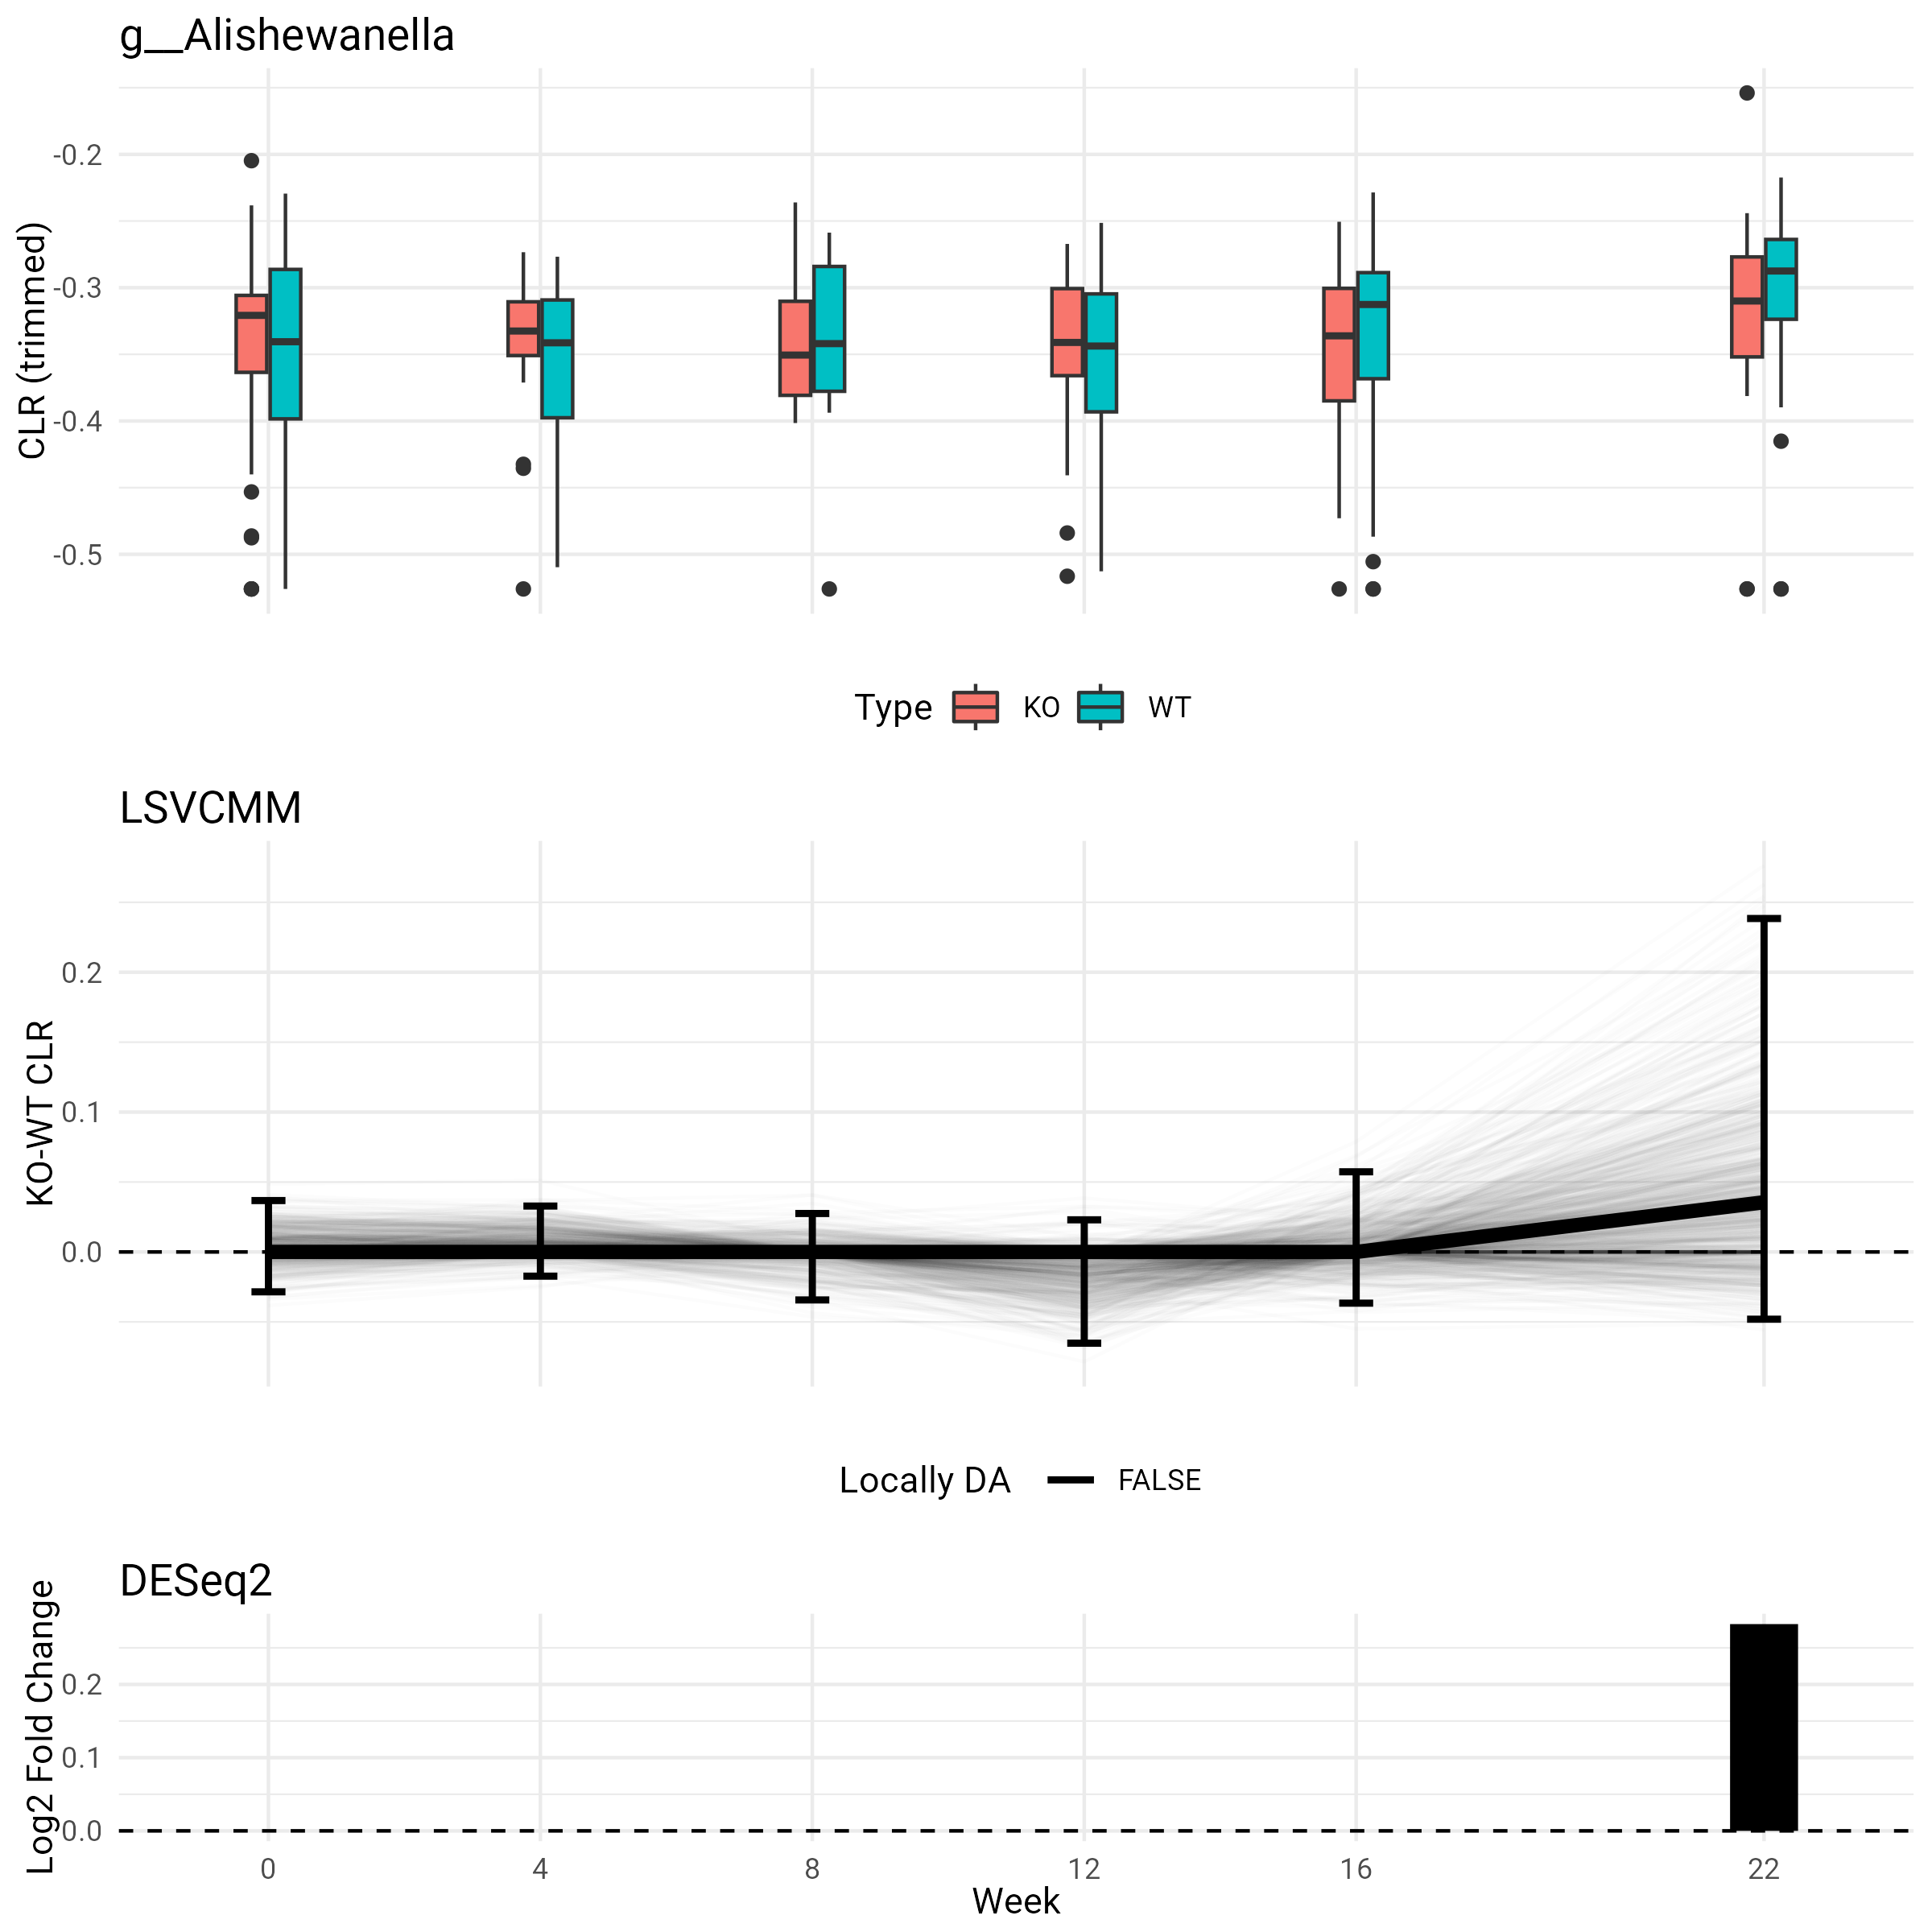 g__Alishewanella
CLR (trimmed)
-0.2
-0.3
-0.4
-0.5
Type KO WT
LSVCMM
KO-WT CLR
0.2
0.1
0.0
Locally DA FALSE
DESeq2
Log2 Fold Change
0.2
0.1
0.0
0 4 8 12 16 22
Week